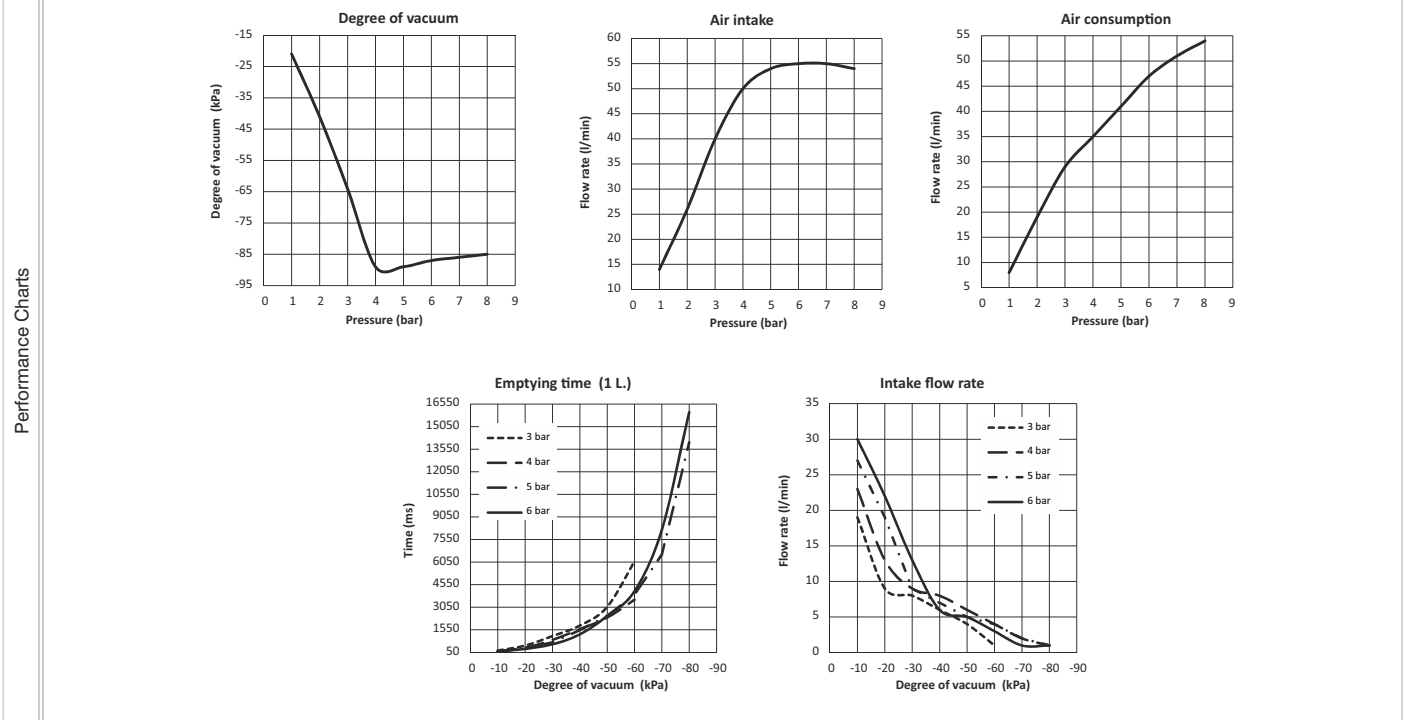 Performance Charts
Degree of vacuum
Degree of vacuum (kPa)
-15
-25
-35
-45
-55
-65
-75
-85
-95
0 1 2 3 4 5 6 7 8 9
Pressure (bar)
Air intake
Flow rate (l/min)
60
55
50
45
40
35
30
25
20
15
10
0 1 2 3 4 5 6 7 8 9
Pressure (bar)
Air consumption
Flow rate (l/min)
55
50
45
40
35
30
25
20
15
10
5
0 1 2 3 4 5 6 7 8 9
Pressure (bar)
Emptying time (1 L.)
Time (ms)
16550
15050
13550
12050
10550
9050
7550
6050
4550
3050
1550
50
3 bar
4 bar
5 bar
6 bar
0 -10 -20 -30 -40 -50 -60 -70 -80 -90
Degree of vacuum (kPa)
Intake flow rate
Flow rate (l/min)
35
30
25
20
15
10
5
0
3 bar
4 bar
5 bar
6 bar
0 -10 -20 -30 -40 -50 -60 -70 -80 -90
Degree of vacuum (kPa)